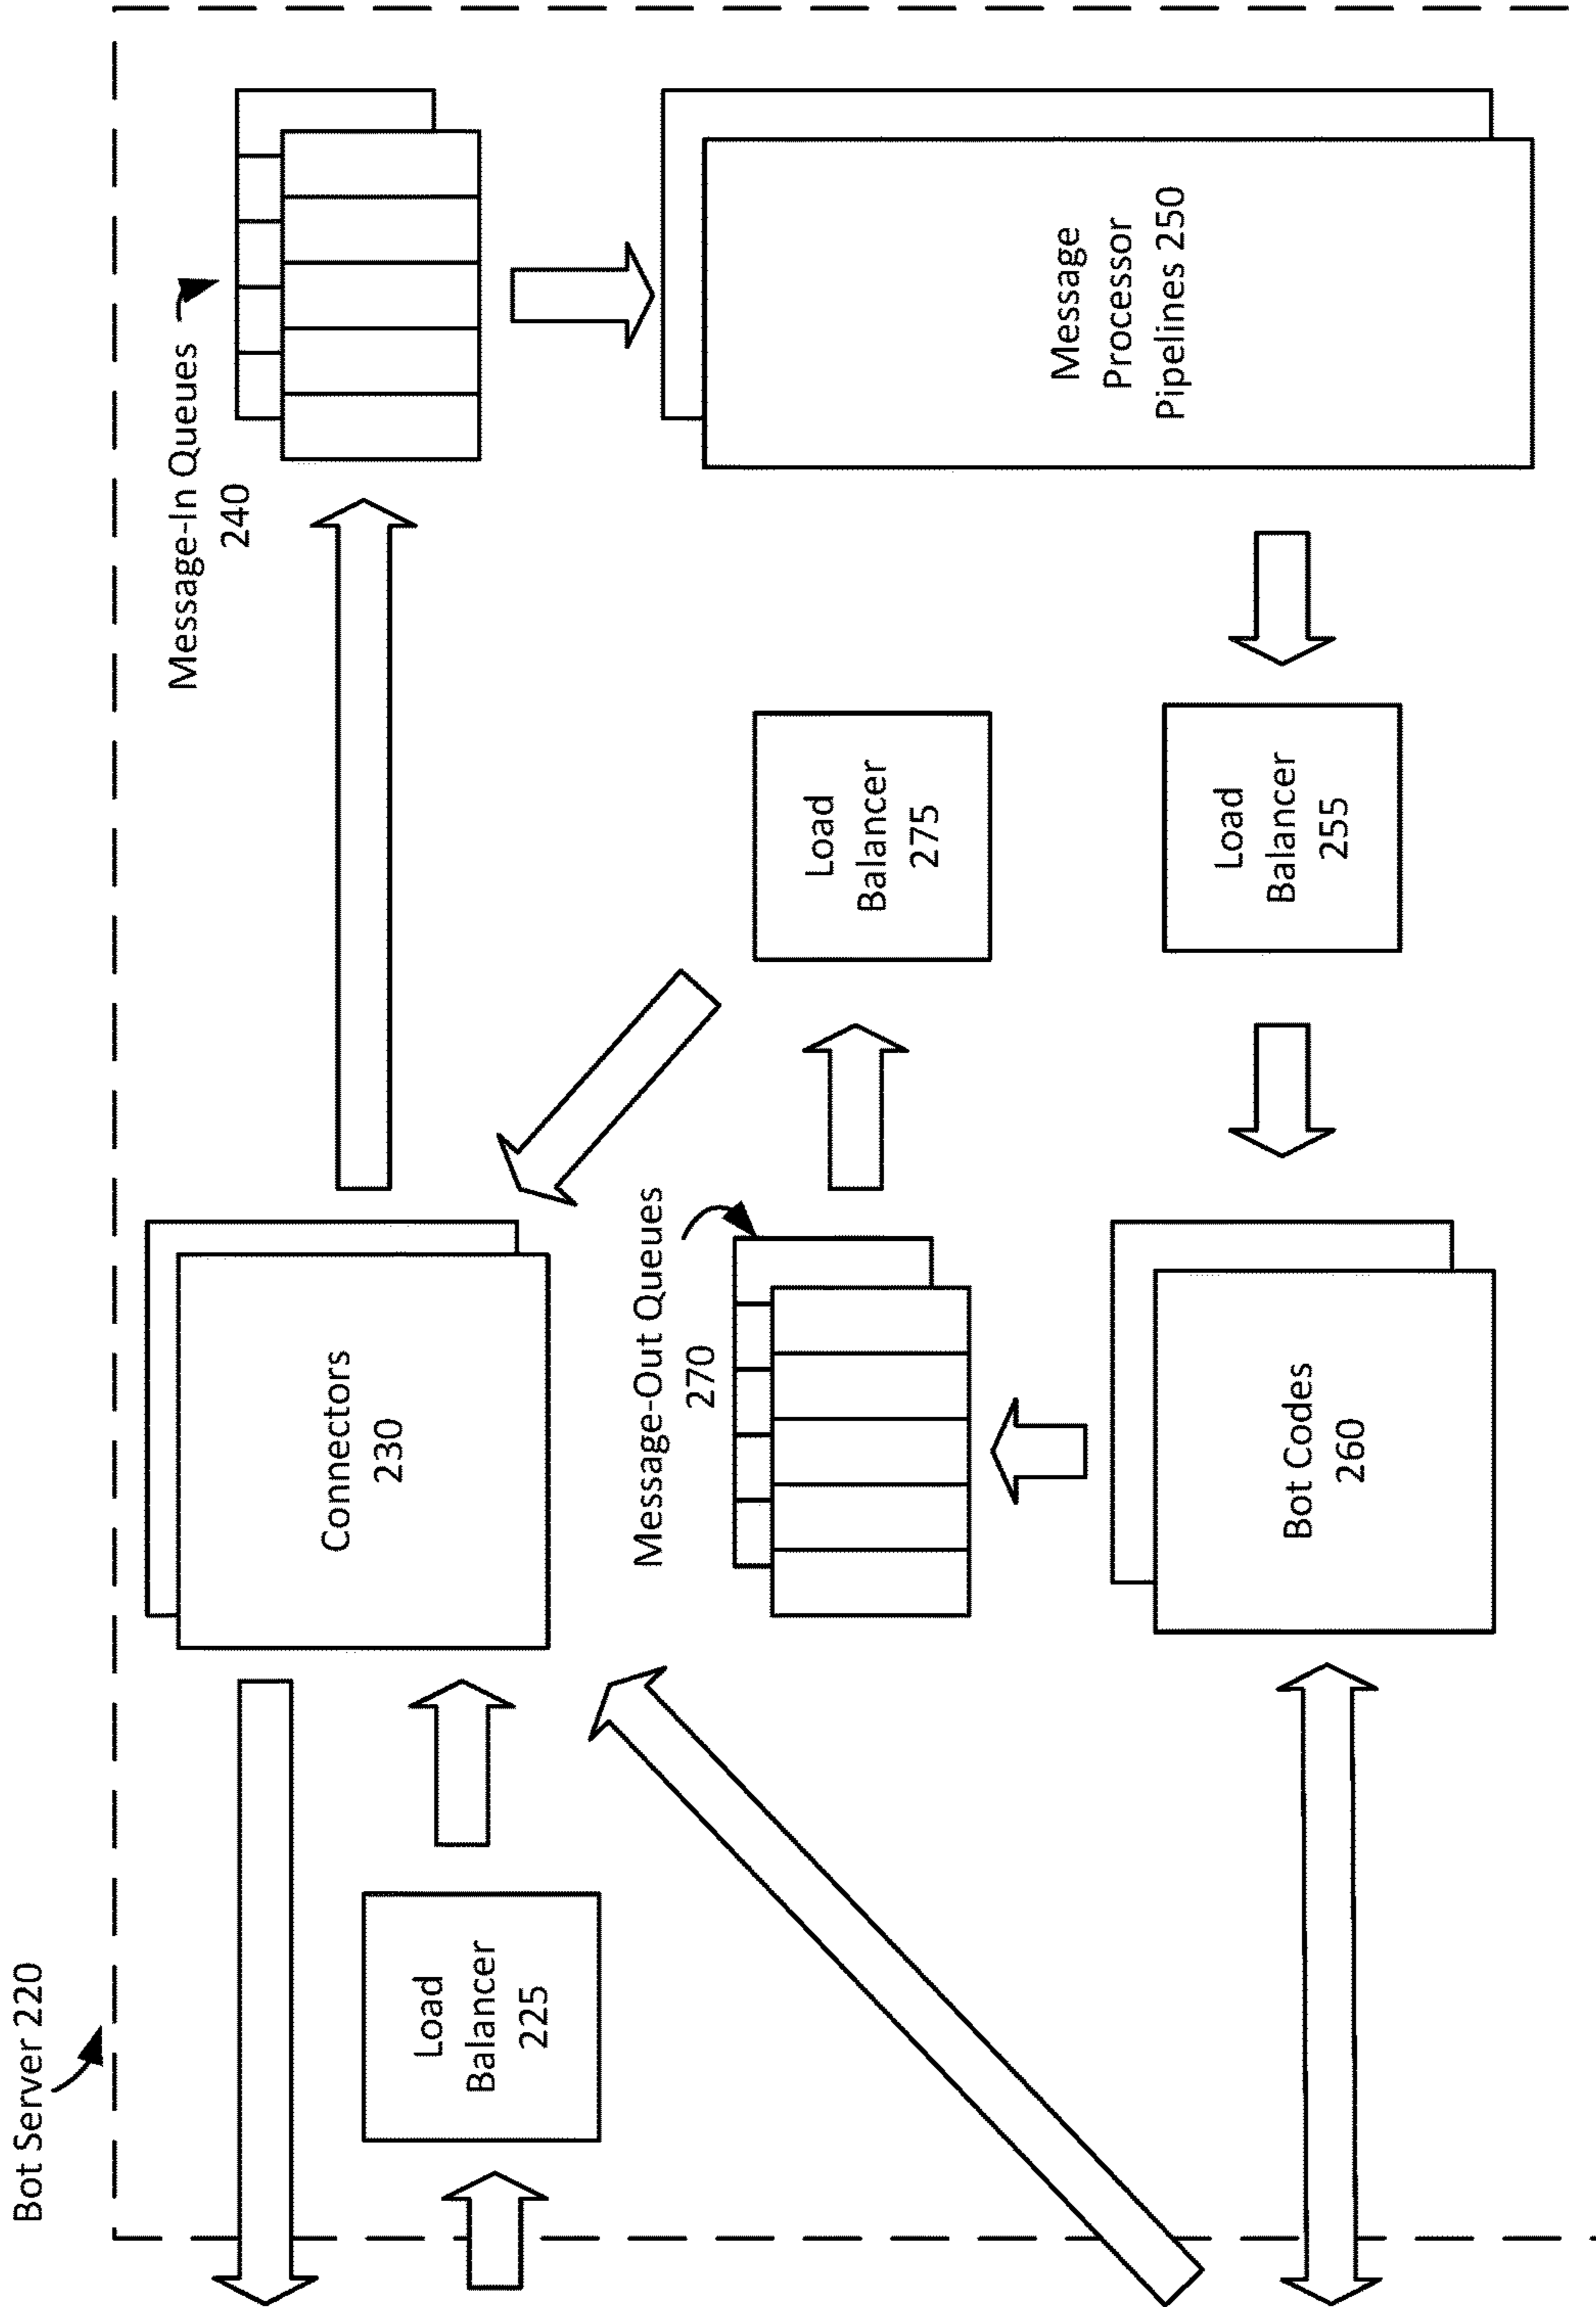 Bot Server 220
Load
Balancer
225
Connectors
230
Message-In Queues
240
Message-Out Queues
270
Load
Balancer
275
Message
Processor
Pipelines 250
Bot Codes
260
Load
Balancer
255